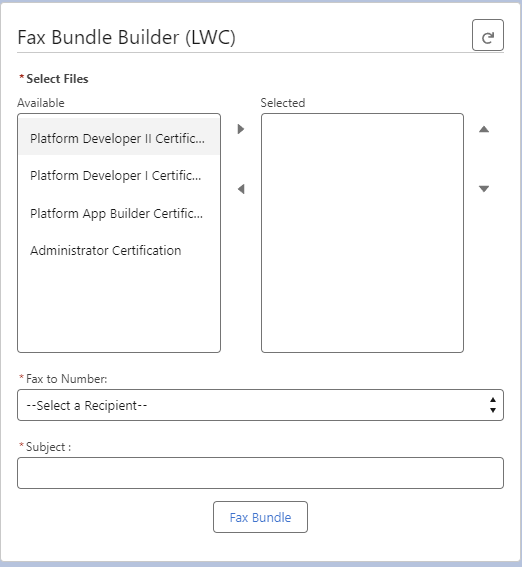 Fax Bundle Builder (LWC)
*Select Files
Available
Selected
Platform Developer II Certific...
Platform Developer I Certific...
Platform App Builder Certific...
Administrator Certification
*Fax to Number:
--Select a Recipient--
*Subject :
Fax Bundle